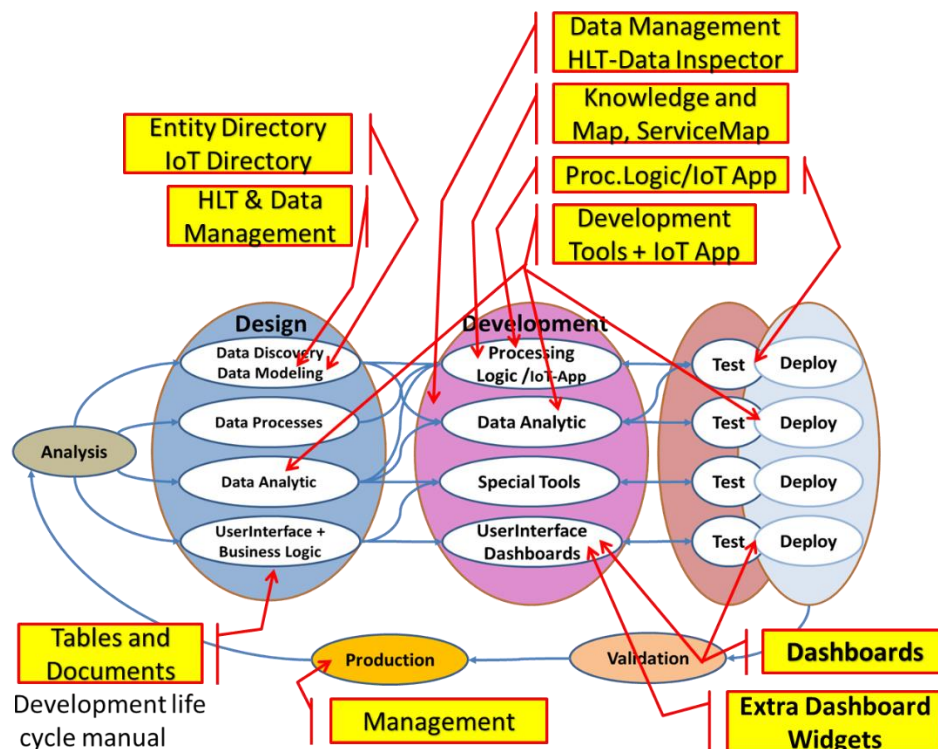 Data Management
HLT-Data Inspector
Knowledge and
Map, ServiceMap
Entity Directory
IoT Directory
Proc.Logic/IoT App
HLT & Data
Management
Development
Tools + IoT App
Design
Development
Data Discovery
Data Modeling
Processing
Logic /IoT-App
Test
Deploy
Data Processes
Data Analytic
Test
Deploy
Analysis
Data Analytic
Special Tools
Test
Deploy
UserInterface +
Business Logic
UserInterface
Dashboards
Test
Deploy
Tables and
Documents
Production
Validation
Dashboards
Development life
cycle manual
Management
Extra Dashboard
Widgets